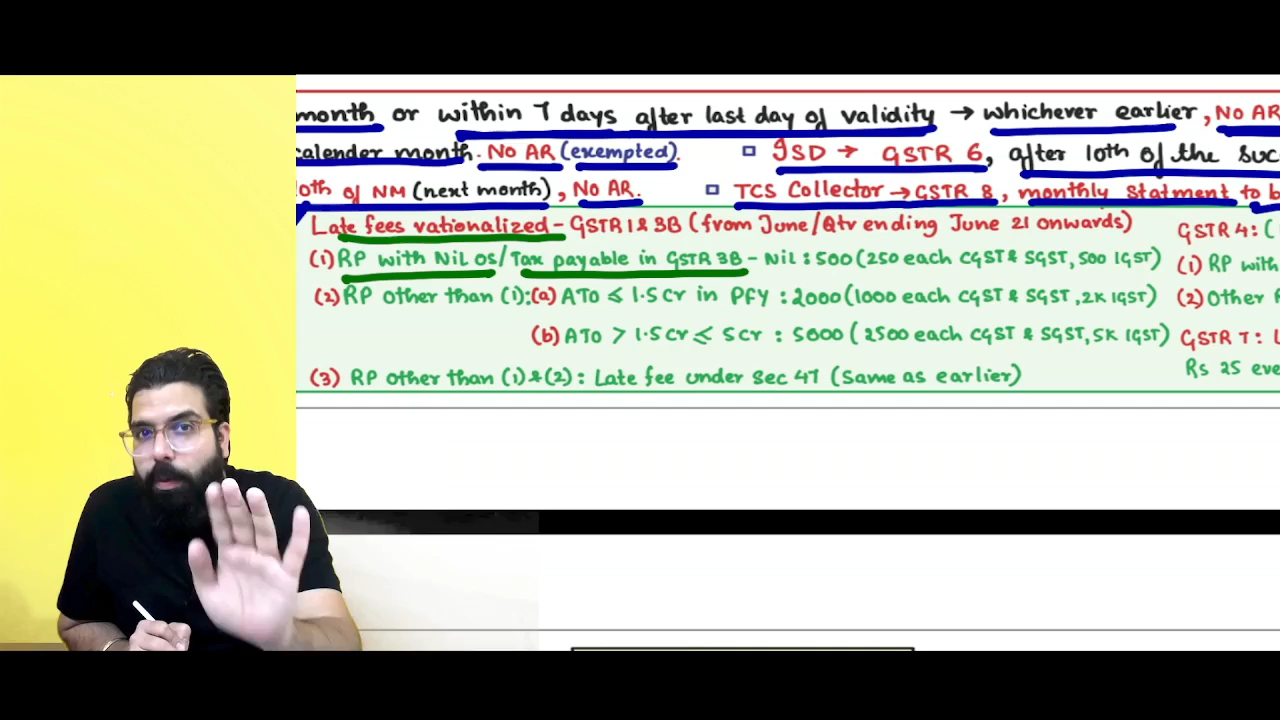 month or within 7 days after last day of validity → whichever earlier, No AR
calender month. No AR (exempted). ISD → GSTR 6, after 10th of the suc
10th of NM (next month), No AR. TCS Collector → GSTR 8, monthly Statment to b
Late fees rationalized - GSTR 1 & 3B (from June/Qtr ending June 21 onwards)
GSTR 4: (
(1) RP with Nil OS/Tax payable in GSTR 3B - Nil : 500 (250 each CGST & SGST, 500 IGST)
(1) RP with
(2) RP other than (1): (a) ATO ≤ 1.5 Cr in PFY : 2000 (1000 each CGST & SGST, 2K IGST)
(2) Other R
(b) ATO > 1.5 Cr ≤ 5 Cr : 5000 (2500 each CGST & SGST, 5K IGST)
GSTR 7: L
(3) RP other than (1) & (2): Late fee under Sec 47 (Same as earlier)
Rs 25 eve